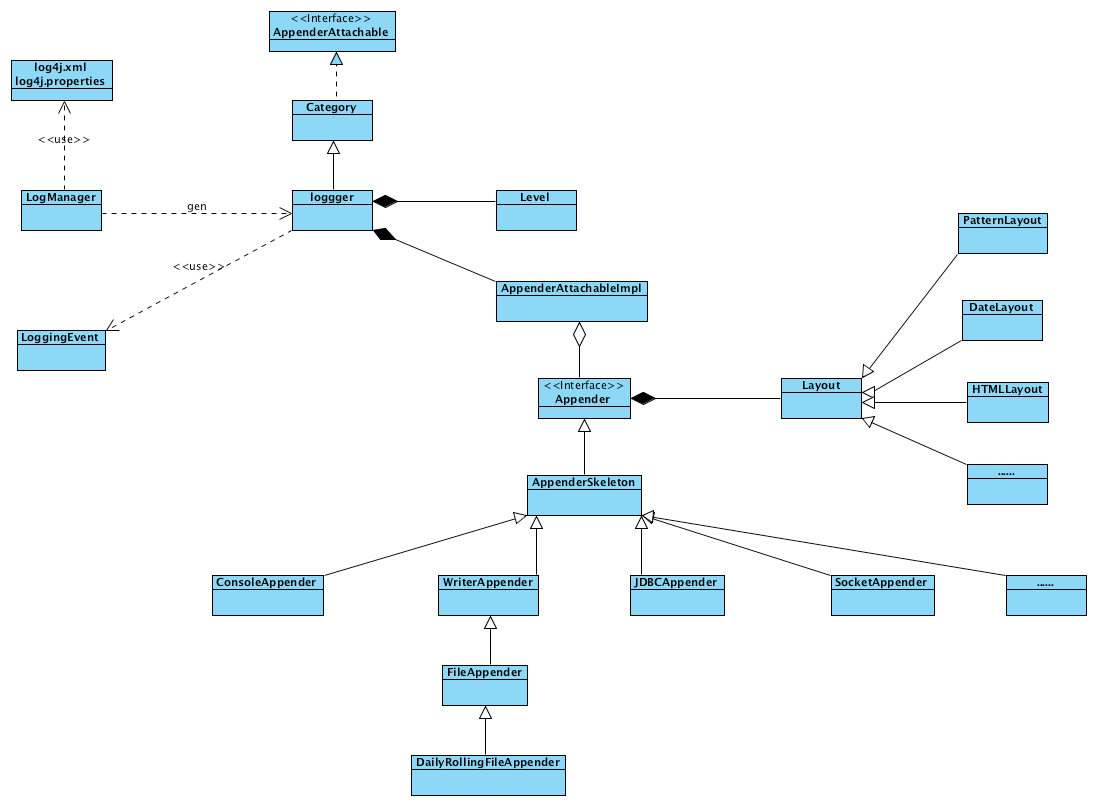 <<Interface>>
AppenderAttachable
log4j.xml
log4j.properties
Category
<<use>>
LogManager
gen
loggger
Level
PatternLayout
<<use>>
AppenderAttachableImpl
DateLayout
LoggingEvent
<<Interface>>
Appender
Layout
HTMLLayout
......
AppenderSkeleton
ConsoleAppender
WriterAppender
JDBCAppender
SocketAppender
......
FileAppender
DailyRollingFileAppender